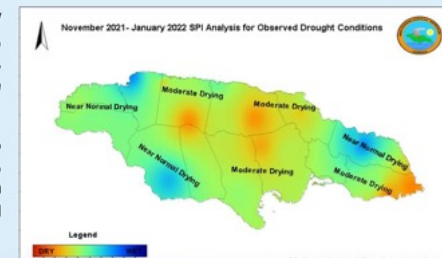 November 2021- January 2022 SPI Analysis for Observed Drought Conditions
Moderate Drying
Moderate Drying
Near Normal Drying
Near Normal Drying
Near Normal Drying
Moderate Drying
Moderate Drying
Legend
DRY
WET